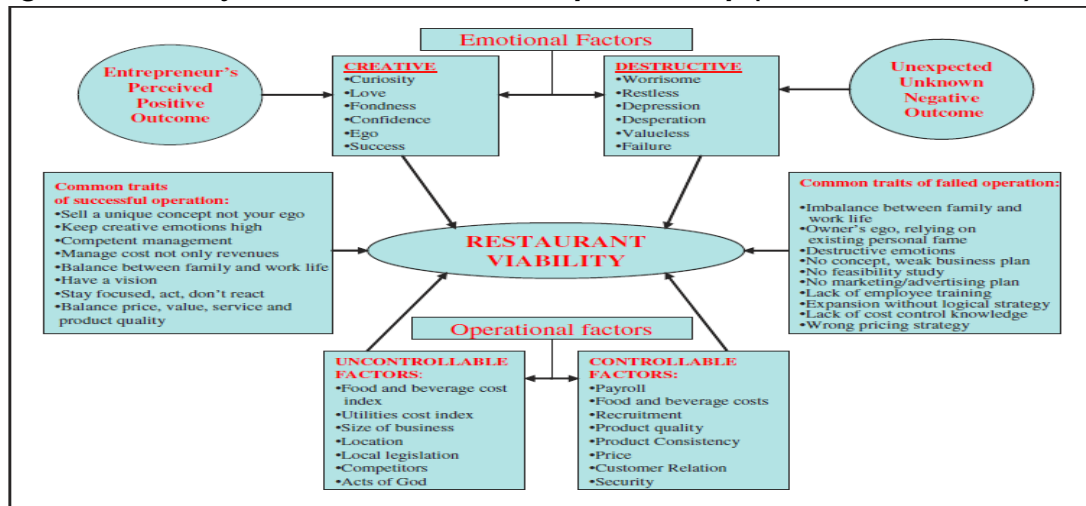 Emotional Factors
Entrepreneur's
Perceived
Positive
Outcome
CREATIVE
•Curiosity
•Love
•Fondness
•Confidence
•Ego
•Success
DESTRUCTIVE
•Worrisome
•Restless
•Depression
•Desperation
•Valueless
•Failure
Unexpected
Unknown
Negative
Outcome
Common traits
of successful operation:
•Sell a unique concept not your ego
•Keep creative emotions high
•Competent management
•Manage cost not only revenues
•Balance between family and work life
•Have a vision
•Stay focused, act, don't react
•Balance price, value, service and
product quality
RESTAURANT
VIABILITY
Common traits of failed operation:
•Imbalance between family and
work life
•Owner's ego, relying on
existing personal fame
•Destructive emotions
•No concept, weak business plan
•No feasibility study
•No marketing/advertising plan
•Lack of employee training
•Expansion without logical strategy
•Lack of cost control knowledge
•Wrong pricing strategy
Operational factors
UNCONTROLLABLE
FACTORS:
•Food and beverage cost
index
•Utilities cost index
•Size of business
•Location
•Local legislation
•Competitors
•Acts of God
CONTROLLABLE
FACTORS:
•Payroll
•Food and beverage costs
•Recruitment
•Product quality
•Product Consistency
•Price
•Customer Relation
•Security